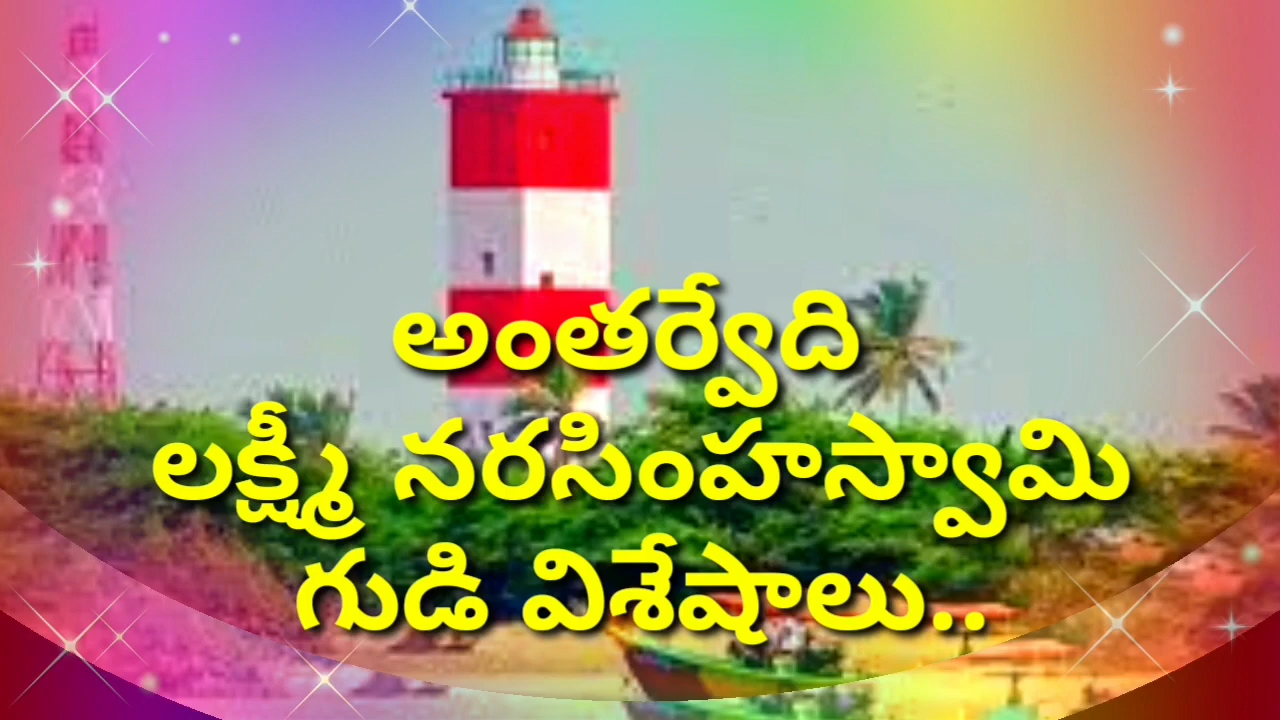 అంతర్వేది
లక్ష్మీ నరసింహస్వామి
గుడి విశేషాలు..